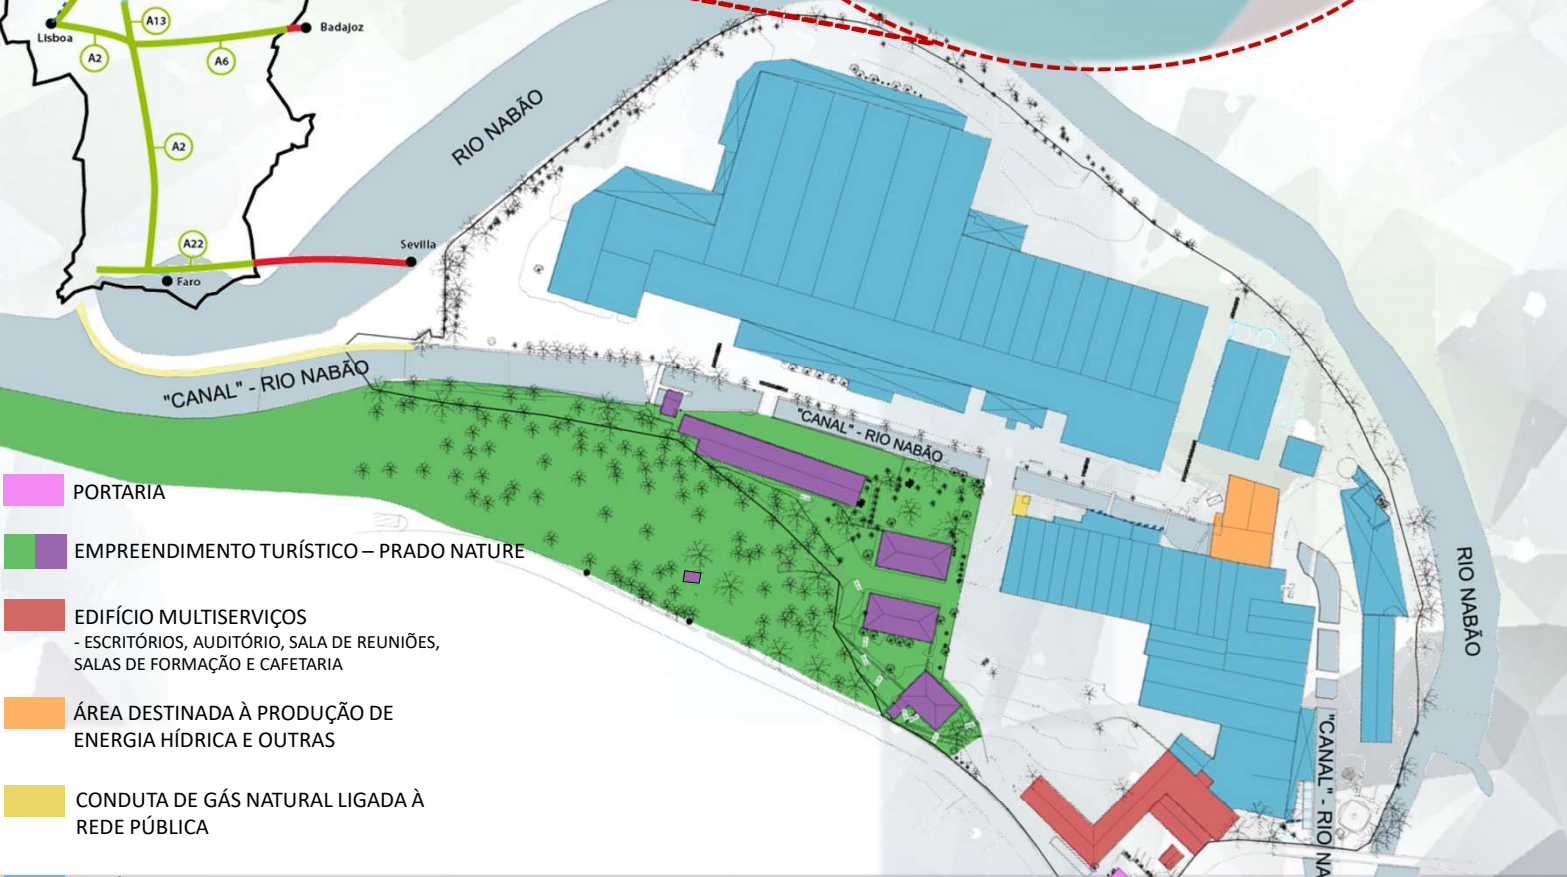 A13
Lisboa
Badajoz
A2
A6
A2
A22
Sevilla
Faro
RIO NABÃO
"CANAL" - RIO NABÃO
"CANAL" - RIO NABÃO
RIO NABÃO
"CANAL" - RIO NA
PORTARIA
EMPREENDIMENTO TURÍSTICO – PRADO NATURE
EDIFÍCIO MULTISERVIÇOS
- ESCRITÓRIOS, AUDITÓRIO, SALA DE REUNIÕES,
SALAS DE FORMAÇÃO E CAFETARIA
ÁREA DESTINADA À PRODUÇÃO DE
ENERGIA HÍDRICA E OUTRAS
CONDUTA DE GÁS NATURAL LIGADA À
REDE PÚBLICA